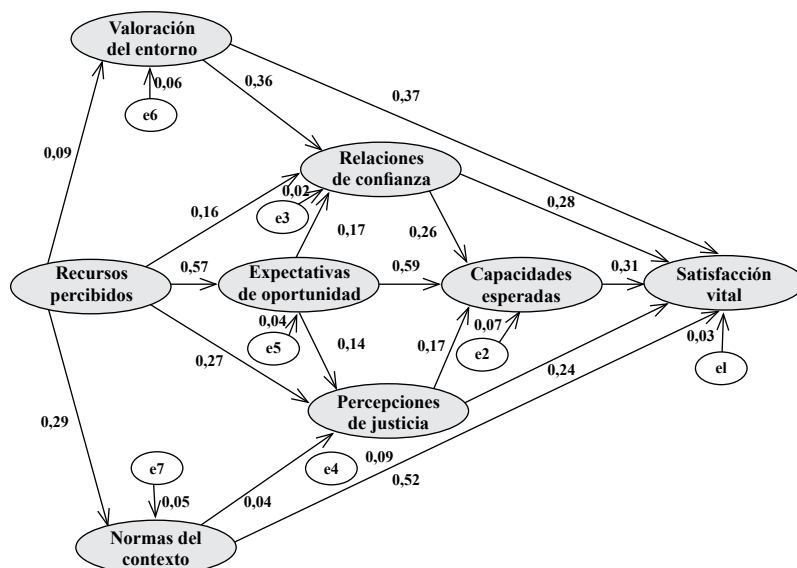 Valoración
del entorno
0,06
e6
0,36
0,37
0,09
Relaciones
de confianza
0,02
e3
0,16
0,17
0,26
0,28
Recursos
percibidos
0,57
Expectativas
de oportunidad
0,59
Capacidades
esperadas
0,31
Satisfacción
vital
0,04
e5
0,14
0,17
0,07
e2
0,03
el
0,27
0,24
Percepciones
de justicia
0,29
e7
e4
0,09
0,05
0,04
0,52
Normas del
contexto